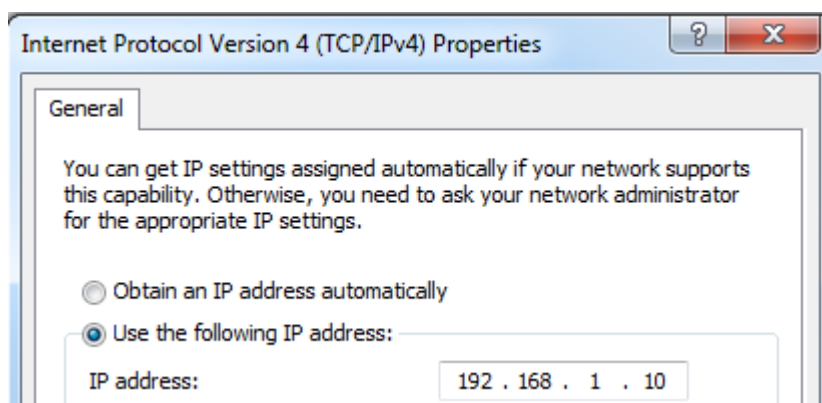 Internet Protocol Version 4 (TCP/IPv4) Properties
General
You can get IP settings assigned automatically if your network supports
this capability. Otherwise, you need to ask your network administrator
for the appropriate IP settings.
Obtain an IP address automatically
Use the following IP address:
IP address: 192 . 168 . 1 . 10